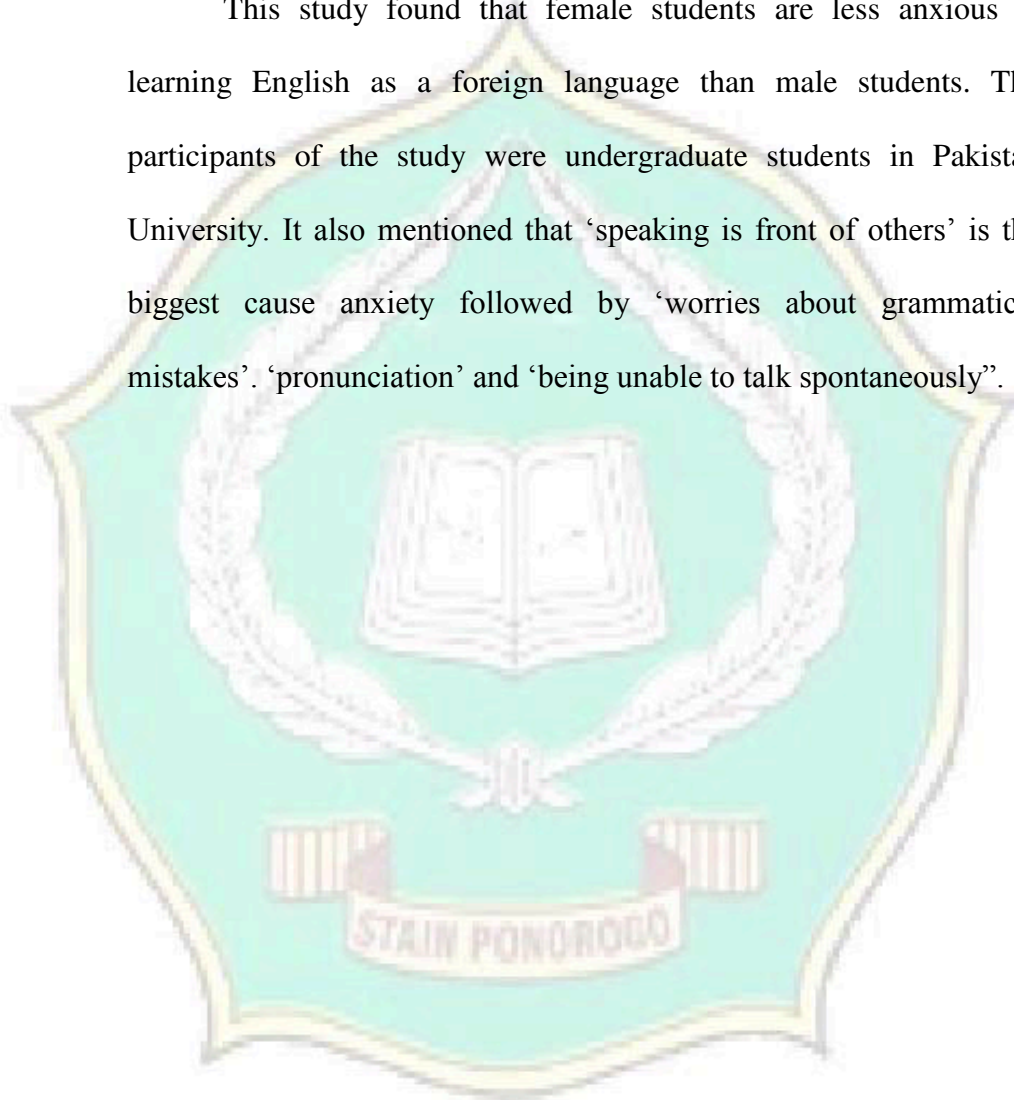 This study found that female students are less anxious
learning English as a foreign language than male students. Th
participants of the study were undergraduate students in Pakista
University. It also mentioned that ‘speaking is front of others’ is th
biggest cause anxiety followed by ‘worries about grammatic
mistakes’. ‘pronunciation’ and ‘being unable to talk spontaneously”.
STAIN PONOROGO